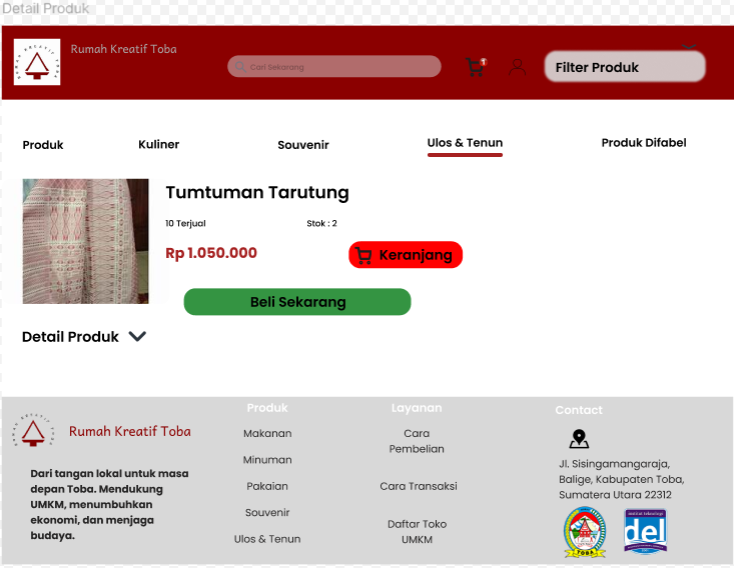 Detail Produk
Rumah Kreatif Toba
Cari Sekarang
Filter Produk
Produk
Kuliner
Souvenir
Ulos & Tenun
Produk Difabel
Tumtuman Tarutung
10 Terjual
Stok : 2
Rp 1.050.000
Keranjang
Beli Sekarang
Detail Produk
Rumah Kreatif Toba
Dari tangan lokal untuk masa
depan Toba. Mendukung
UMKM, menumbuhkan
ekonomi, dan menjaga
budaya.
Produk
Makanan
Minuman
Pakaian
Souvenir
Ulos & Tenun
Layanan
Cara
Pembelian
Cara Transaksi
Daftar Toko
UMKM
Contact
Jl. Sisingamangaraja,
Balige, Kabupaten Toba,
Sumatera Utara 22312
TOBA
institut teknologi
del